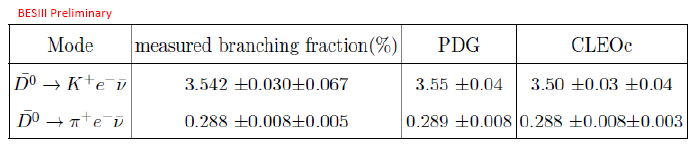 BESIII Preliminary
Mode measured branching fraction(%) PDG CLEOc
D̄⁰ → K⁺e⁻ν̄ 3.542 ±0.030±0.067 3.55 ±0.04 3.50 ±0.03 ±0.04
D̄⁰ → π⁺e⁻ν̄ 0.288 ±0.008±0.005 0.289 ±0.008 0.288 ±0.008±0.003